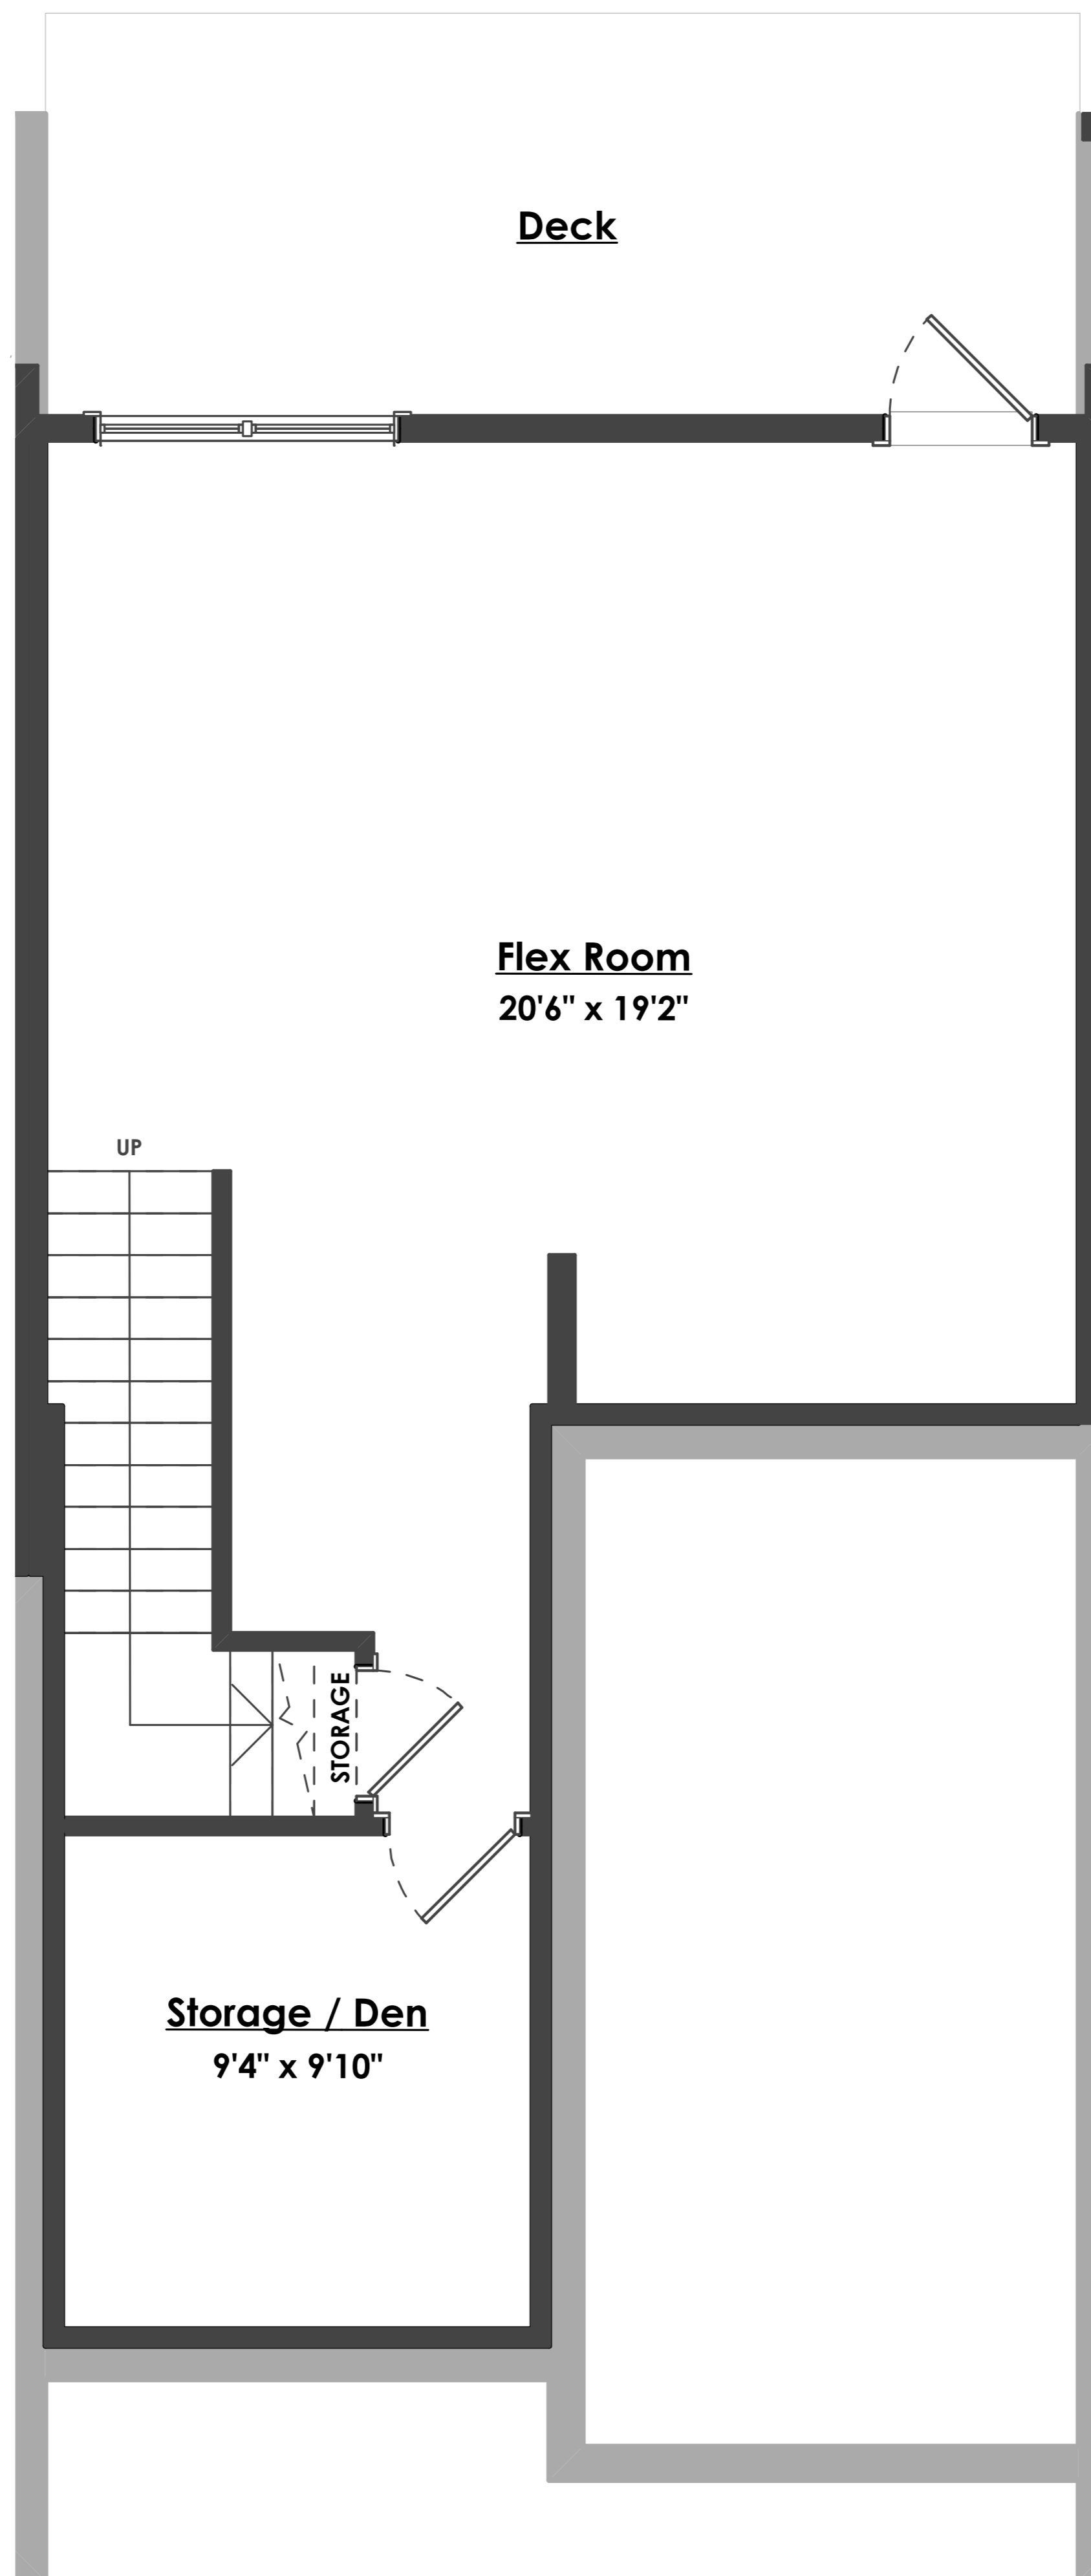 Deck
Flex Room
20'6" x 19'2"
UP
STORAGE
Storage / Den
9'4" x 9'10"